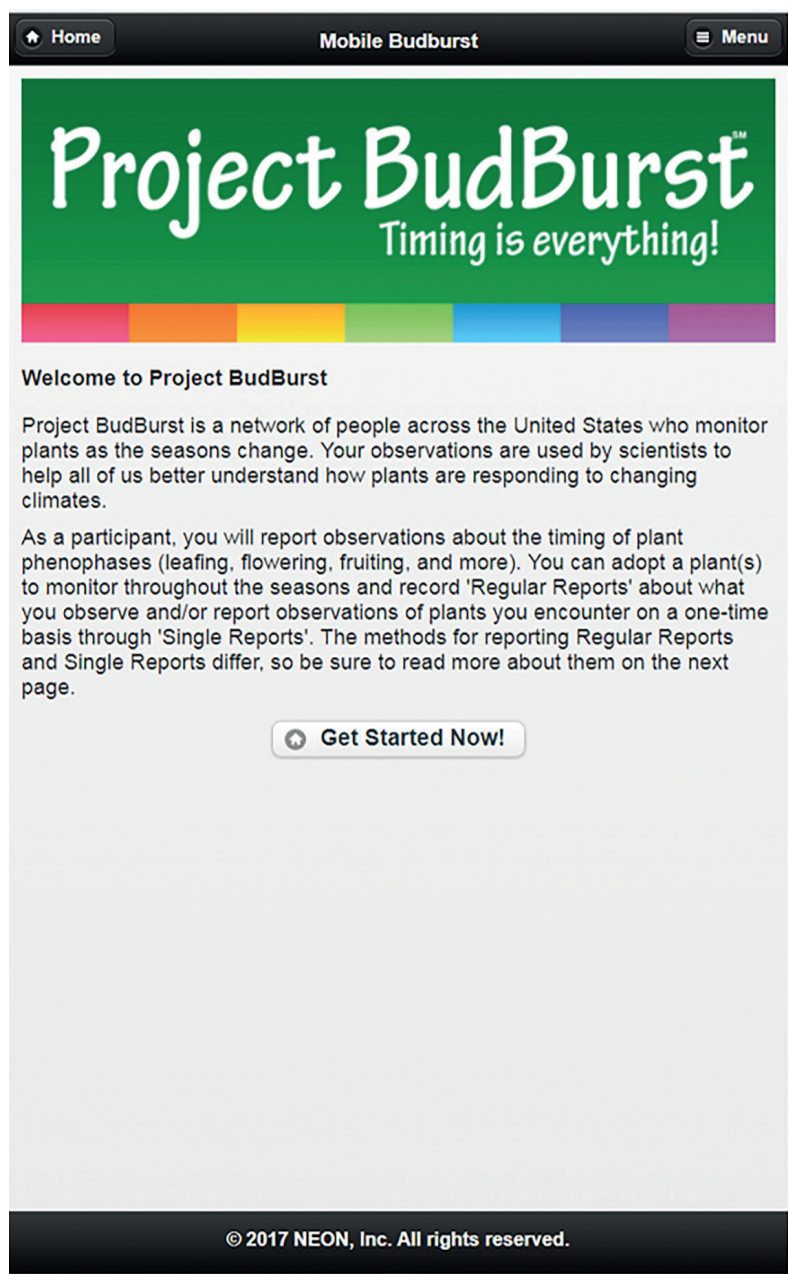 Home
Mobile Budburst
Menu
Project BudBurst℠
Timing is everything!
Welcome to Project BudBurst
Project BudBurst is a network of people across the United States who monitor
plants as the seasons change. Your observations are used by scientists to
help all of us better understand how plants are responding to changing
climates.
As a participant, you will report observations about the timing of plant
phenophases (leafing, flowering, fruiting, and more). You can adopt a plant(s)
to monitor throughout the seasons and record 'Regular Reports' about what
you observe and/or report observations of plants you encounter on a one-time
basis through 'Single Reports'. The methods for reporting Regular Reports
and Single Reports differ, so be sure to read more about them on the next
page.
Get Started Now!
© 2017 NEON, Inc. All rights reserved.